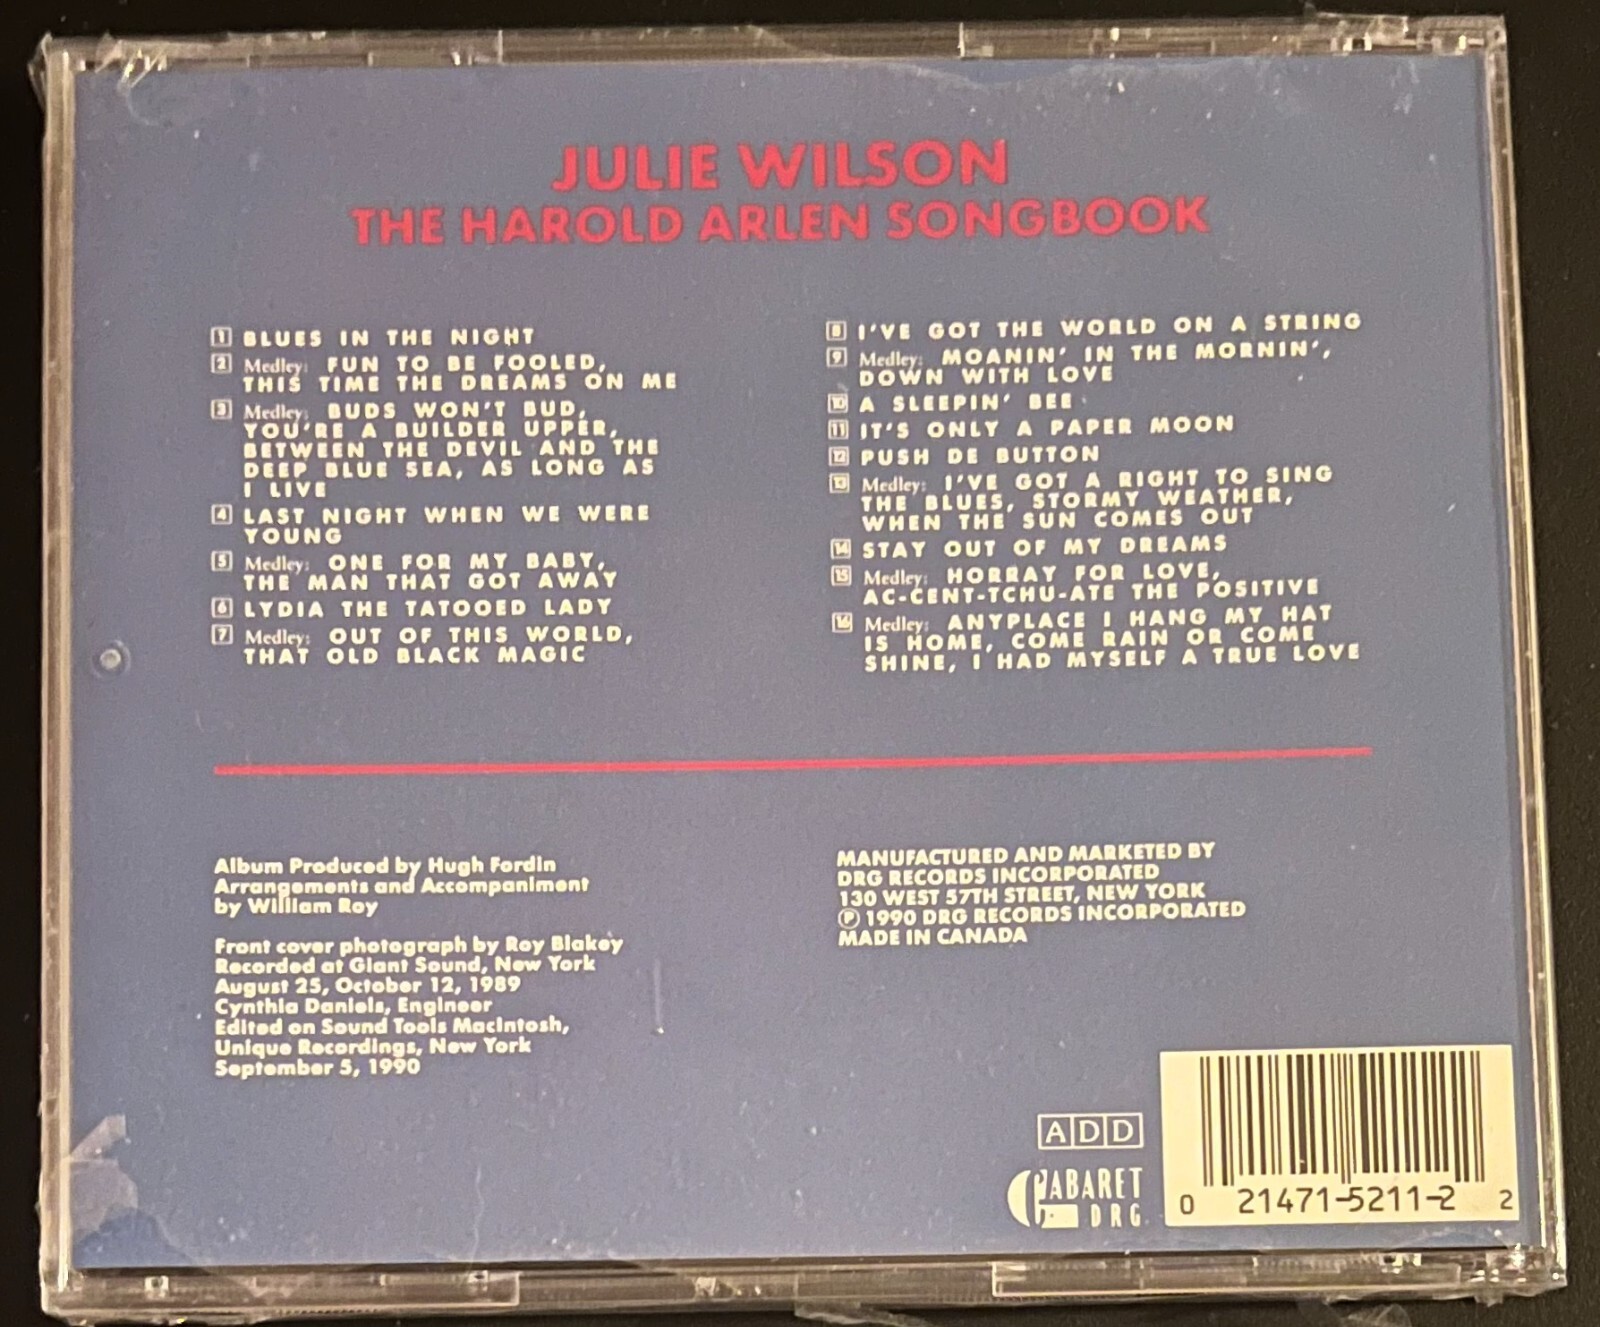 JULIE WILSON
THE HAROLD ARLEN SONGBOOK
1 BLUES IN THE NIGHT
2 Medley: FUN TO BE FOOLED,
THIS TIME THE DREAMS ON ME
3 Medley: BUDS WON'T BUD,
YOU'RE A BUILDER UPPER,
BETWEEN THE DEVIL AND THE
DEEP BLUE SEA, AS LONG AS
I LIVE
4 LAST NIGHT WHEN WE WERE
YOUNG
5 Medley: ONE FOR MY BABY,
THE MAN THAT GOT AWAY
6 LYDIA THE TATOOED LADY
7 Medley: OUT OF THIS WORLD,
THAT OLD BLACK MAGIC
8 I'VE GOT THE WORLD ON A STRING
9 Medley: MOANIN' IN THE MORNIN',
DOWN WITH LOVE
10 A SLEEPIN' BEE
11 IT'S ONLY A PAPER MOON
12 PUSH DE BUTTON
13 Medley: I'VE GOT A RIGHT TO SING
THE BLUES, STORMY WEATHER,
WHEN THE SUN COMES OUT
14 STAY OUT OF MY DREAMS
15 Medley: HORRAY FOR LOVE,
AC-CENT-TCHU-ATE THE POSITIVE
16 Medley: ANYPLACE I HANG MY HAT
IS HOME, COME RAIN OR COME
SHINE, I HAD MYSELF A TRUE LOVE
Album Produced by Hugh Fordin
Arrangements and Accompaniment
by William Roy
Front cover photograph by Roy Blakey
Recorded at Giant Sound, New York
August 25, October 12, 1989
Cynthia Daniels, Engineer
Edited on Sound Tools MacIntosh,
Unique Recordings, New York
September 5, 1990
MANUFACTURED AND MARKETED BY
DRG RECORDS INCORPORATED
130 WEST 57TH STREET, NEW YORK
℗ 1990 DRG RECORDS INCORPORATED
MADE IN CANADA
ADD
CABARET
DRG
0 21471-5211-2 2